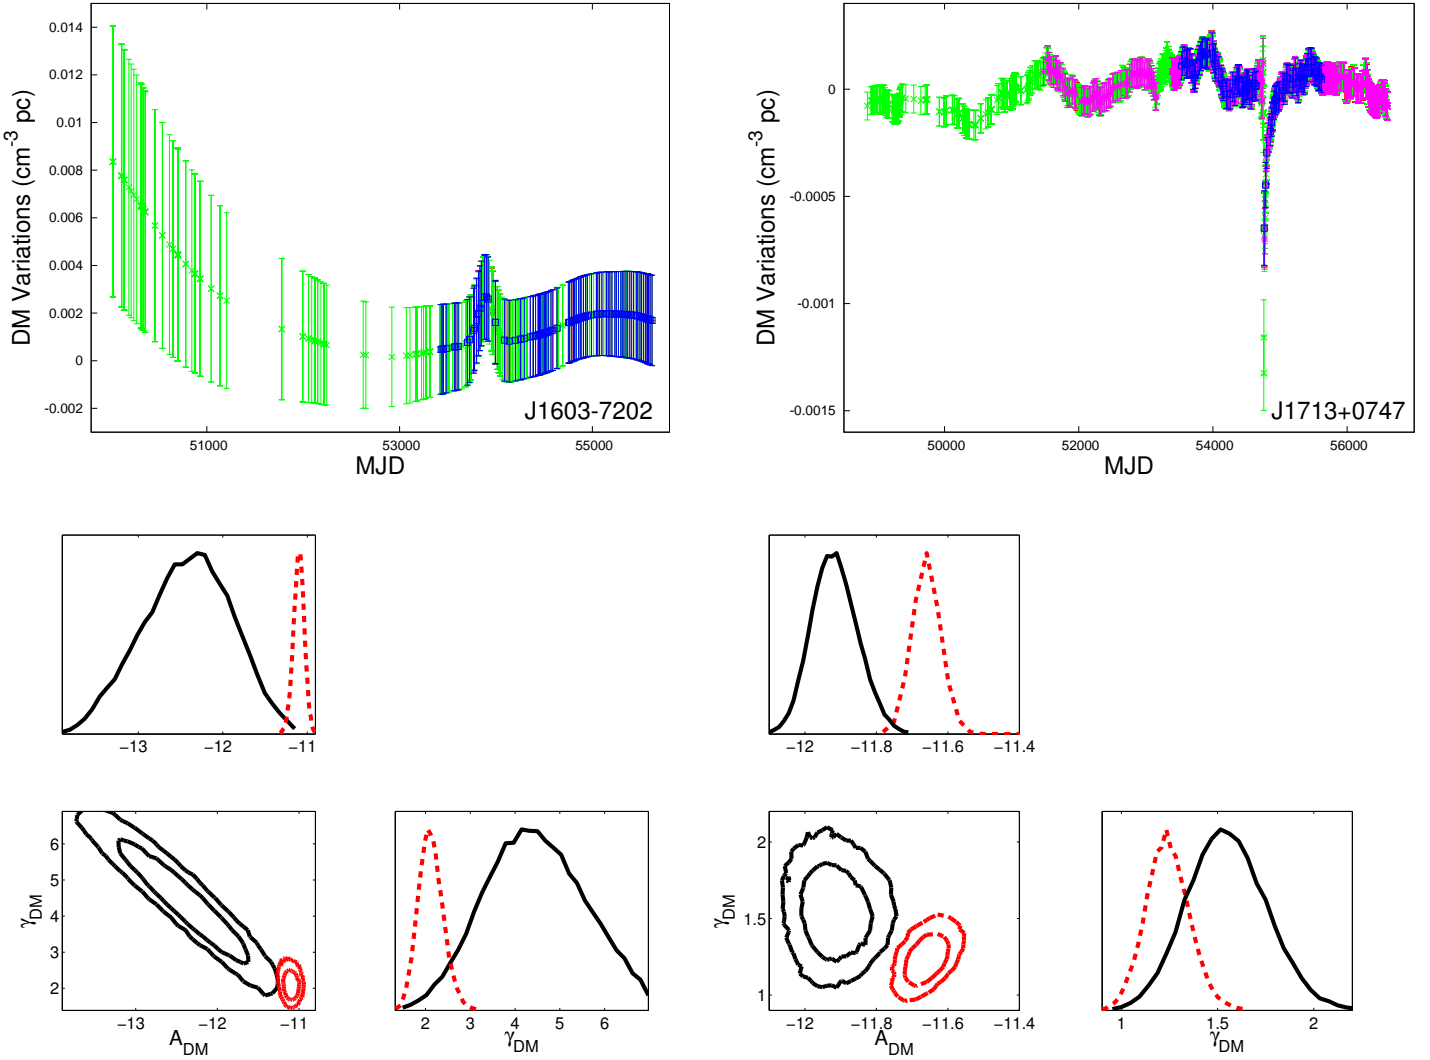 DM Variations (cm-3 pc)
0.014
0.012
0.01
0.008
0.006
0.004
0.002
0
-0.002
J1603-7202
51000 53000 55000
MJD
DM Variations (cm-3 pc)
0
-0.0005
-0.001
-0.0015
J1713+0747
50000 52000 54000 56000
MJD
−13 −12 −11
−12 −11.8 −11.6 −11.4
γDM
6
5
4
3
2
−13 −12 −11
ADM
2 3 4 5 6
γDM
γDM
2
1.5
1
−12 −11.8 −11.6 −11.4
ADM
1 1.5 2
γDM